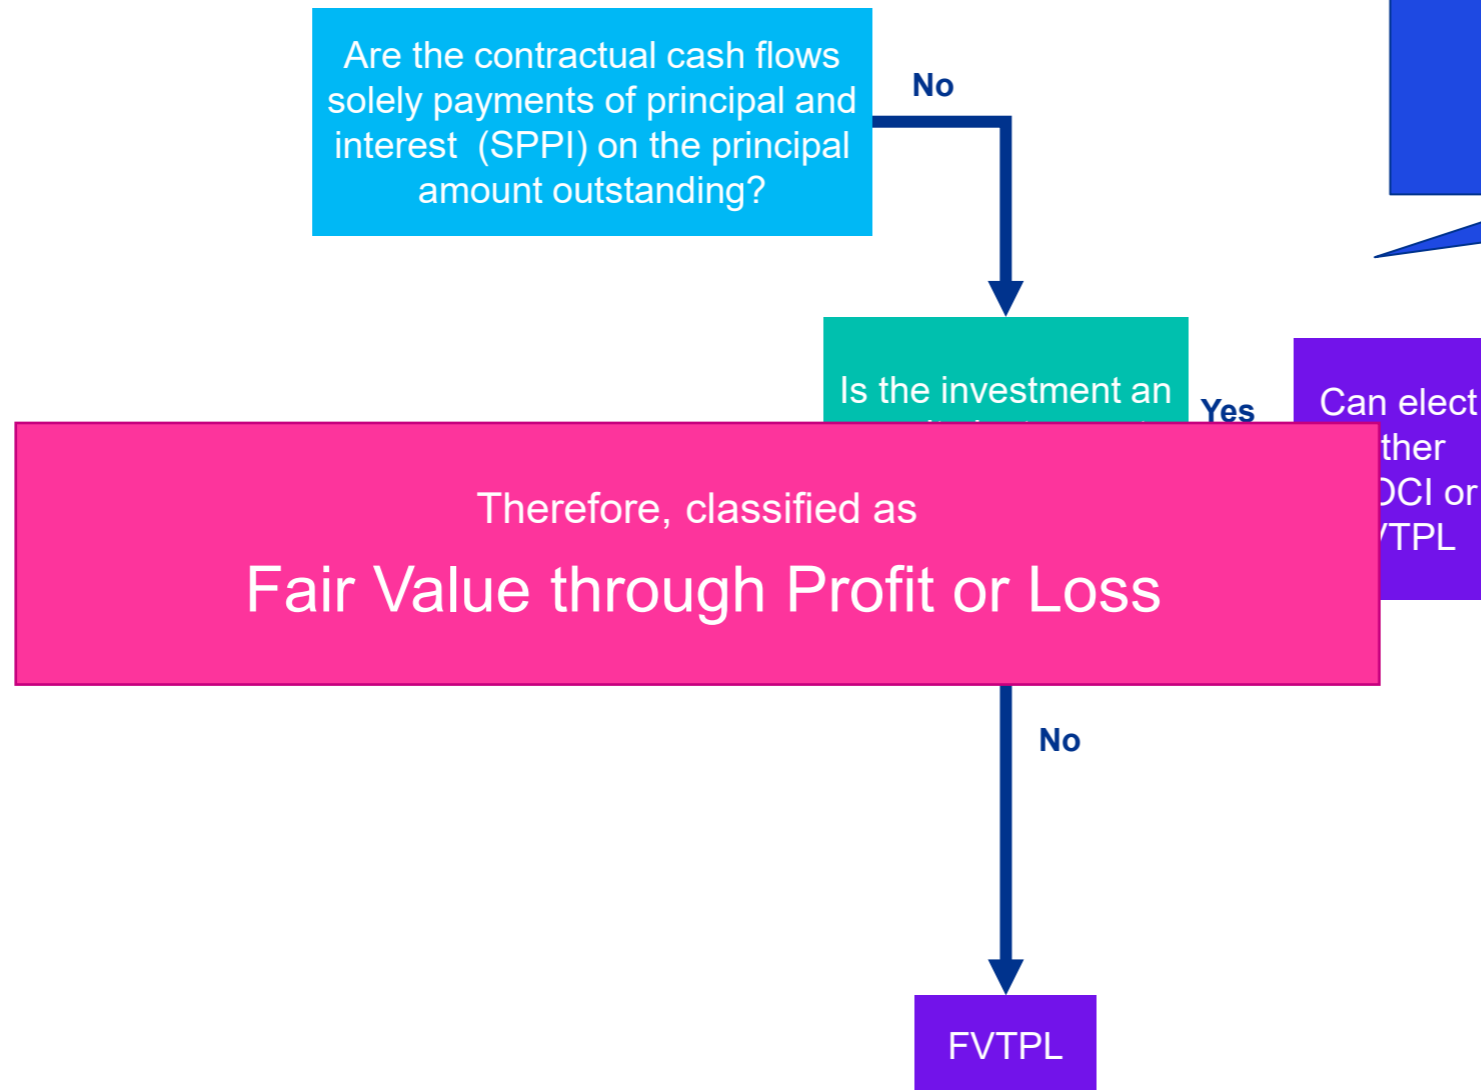 Are the contractual cash flows
solely payments of principal and
interest (SPPI) on the principal
amount outstanding?
No
Is the investment an
Yes
Can elect
Therefore, classified as
Fair Value through Profit or Loss
or
No
FVTPL